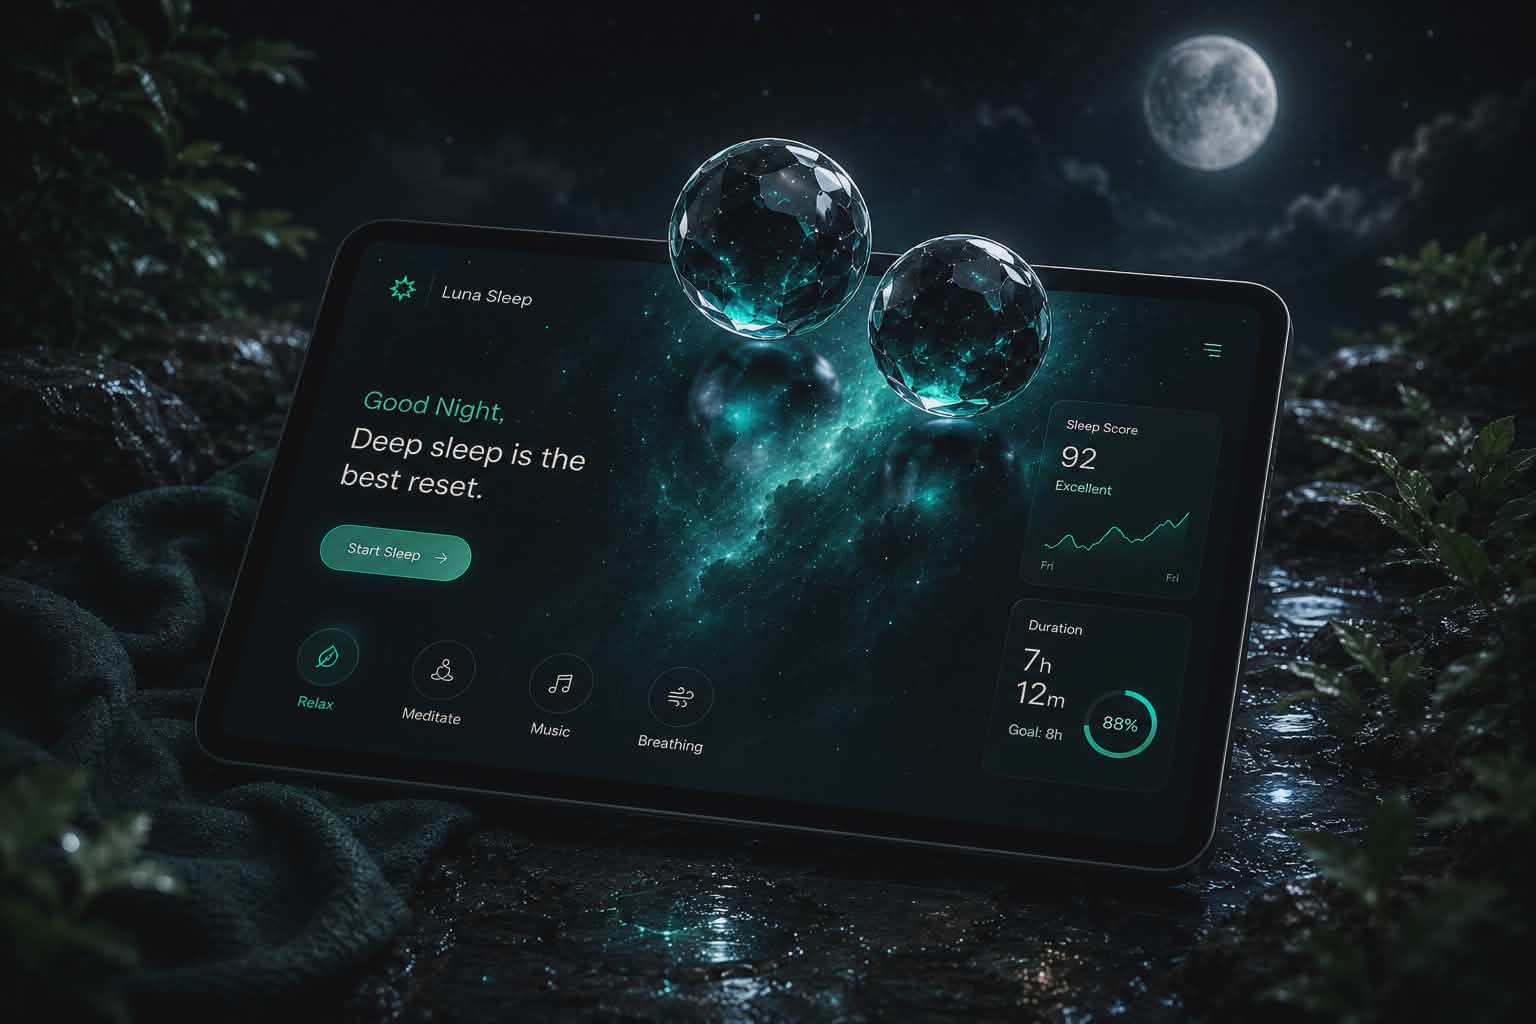 Luna Sleep
Good Night,
Deep sleep is the
best reset.
Start Sleep
Relax
Meditate
Music
Breathing
Sleep Score
92
Excellent
Fri
Fri
Duration
7h
12m
Goal: 8h
88%